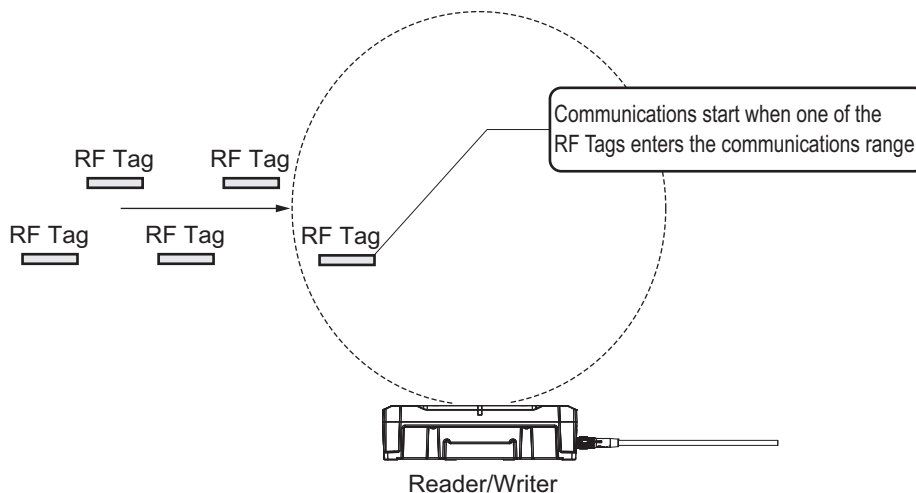 Communications start when one of the
RF Tags enters the communications range
RF Tag
RF Tag
RF Tag
RF Tag
RF Tag
Reader/Writer